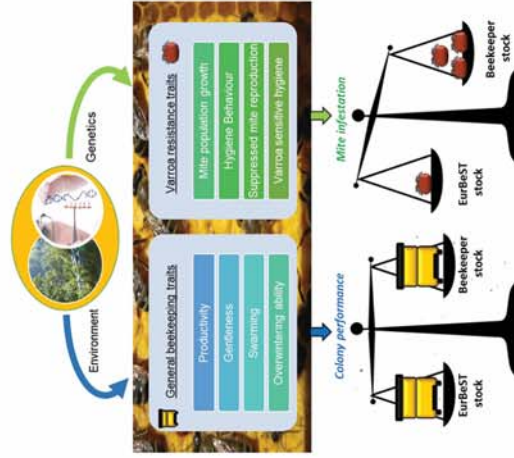 Environment
Genetics
General beekeeping traits
Productivity
Gentleness
Swarming
Overwintering ability
Varroa resistance traits
Mite population growth
Hygiene Behaviour
Suppressed mite reproduction
Varroa sensitive hygiene
Colony performance
Mite infestation
EurBeST
stock
Beekeeper
stock
EurBeST
stock
Beekeeper
stock